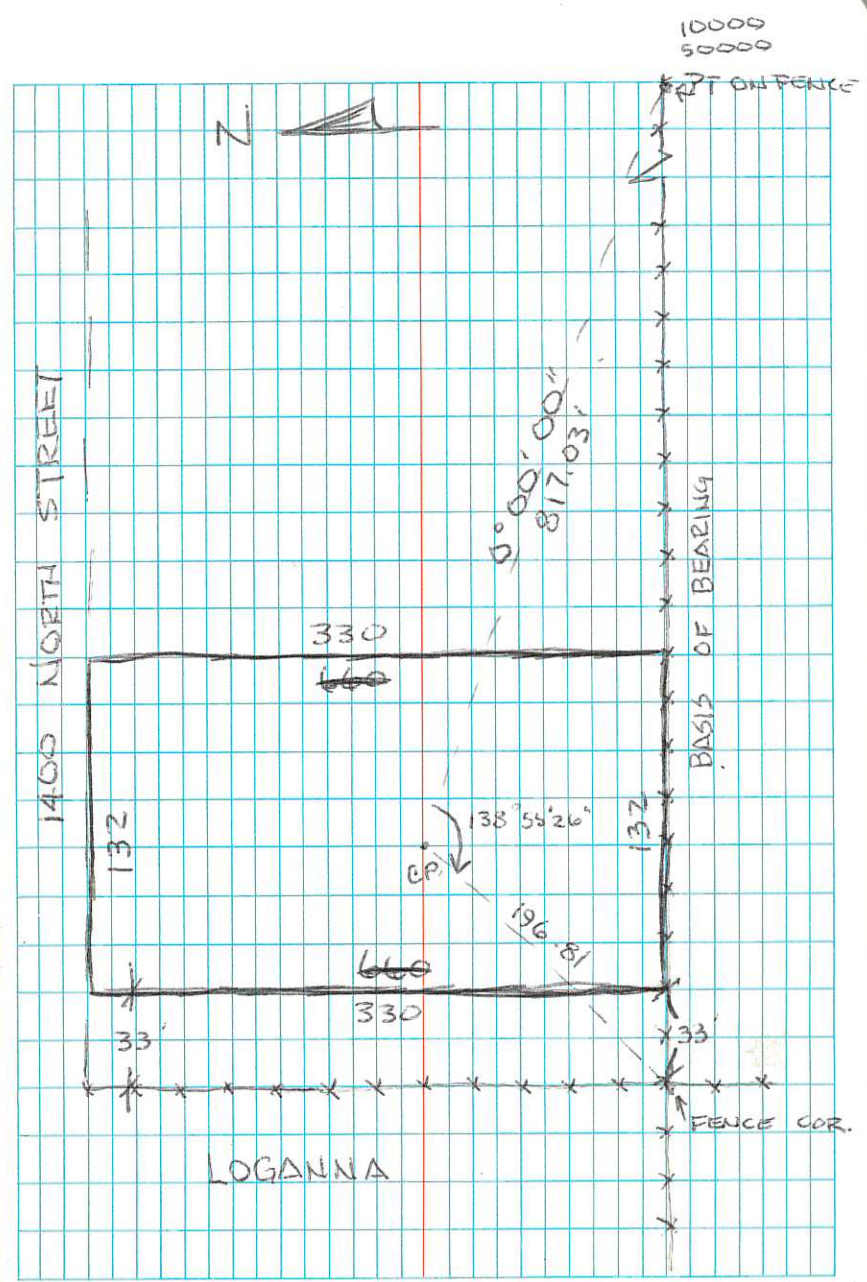 10000
50000
PT ON FENCE
N
1400 NORTH STREET
0° 00' 00"
817.03'
BASIS OF BEARING
330
660
132
138°55'26"
132
CP
196.81
660
330
33'
33'
FENCE COR.
LOGANNA